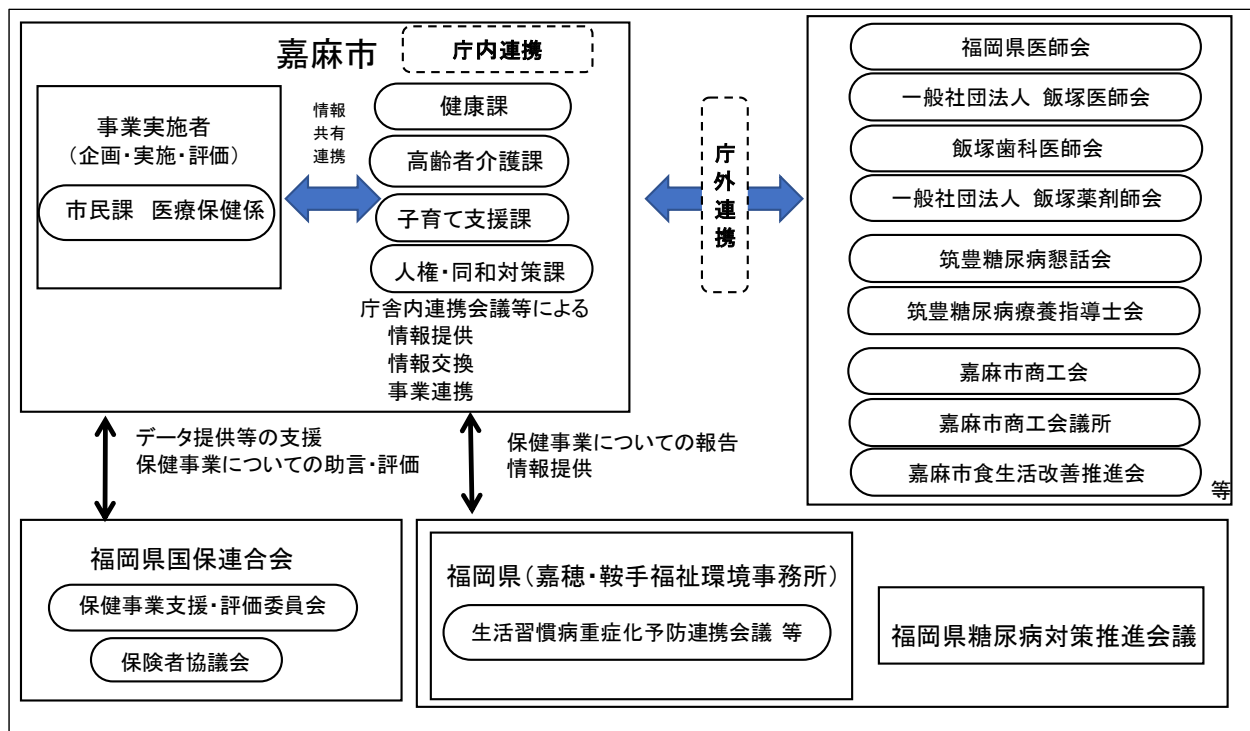 嘉麻市
庁内連携
事業実施者
(企画・実施・評価)
市民課 医療保健係
情報
共有
連携
健康課
高齢者介護課
子育て支援課
人権・同和対策課
庁舎内連携会議等による
情報提供
情報交換
事業連携
庁外連携
福岡県医師会
一般社団法人 飯塚医師会
飯塚歯科医師会
一般社団法人 飯塚薬剤師会
筑豊糖尿病懇話会
筑豊糖尿病療養指導士会
嘉麻市商工会
嘉麻市商工会議所
嘉麻市食生活改善推進会
等
データ提供等の支援
保健事業についての助言・評価
保健事業についての報告
情報提供
福岡県国保連合会
保健事業支援・評価委員会
保険者協議会
福岡県(嘉穂・鞍手福祉環境事務所)
生活習慣病重症化予防連携会議 等
福岡県糖尿病対策推進会議